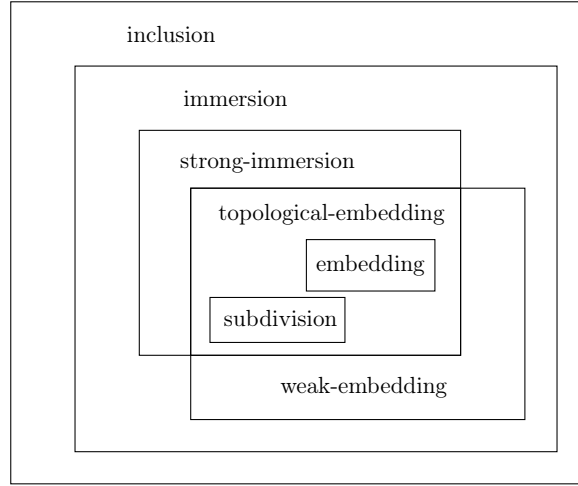 inclusion
immersion
strong-immersion
topological-embedding
embedding
subdivision
weak-embedding